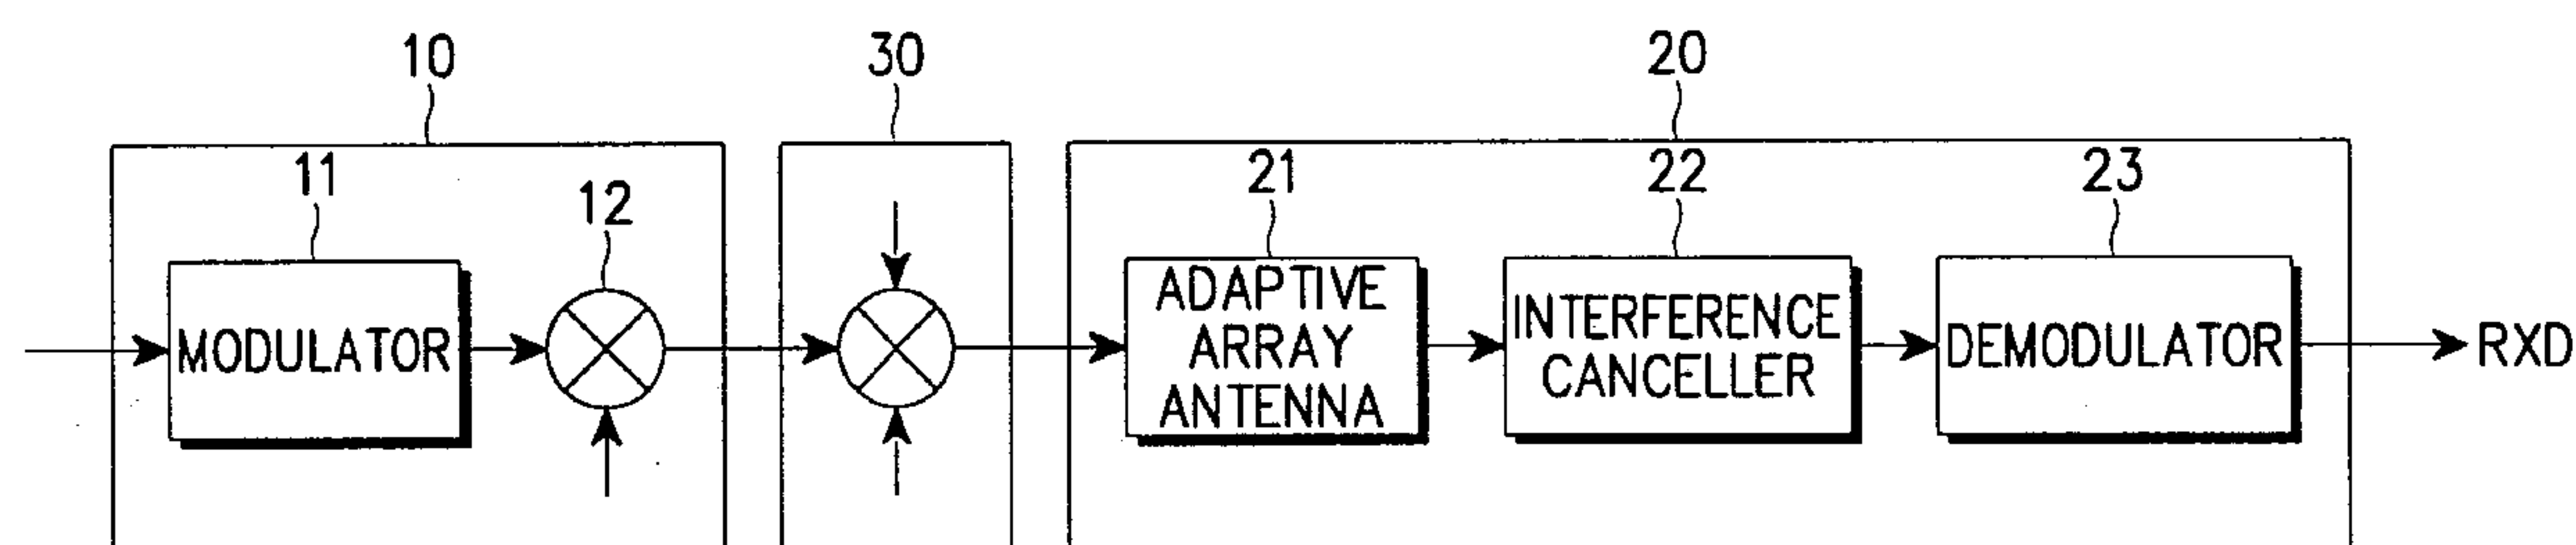 10
30
20
11
12
21
22
23
MODULATOR
ADAPTIVE
ARRAY
ANTENNA
INTERFERENCE
CANCELLER
DEMODULATOR
RXD